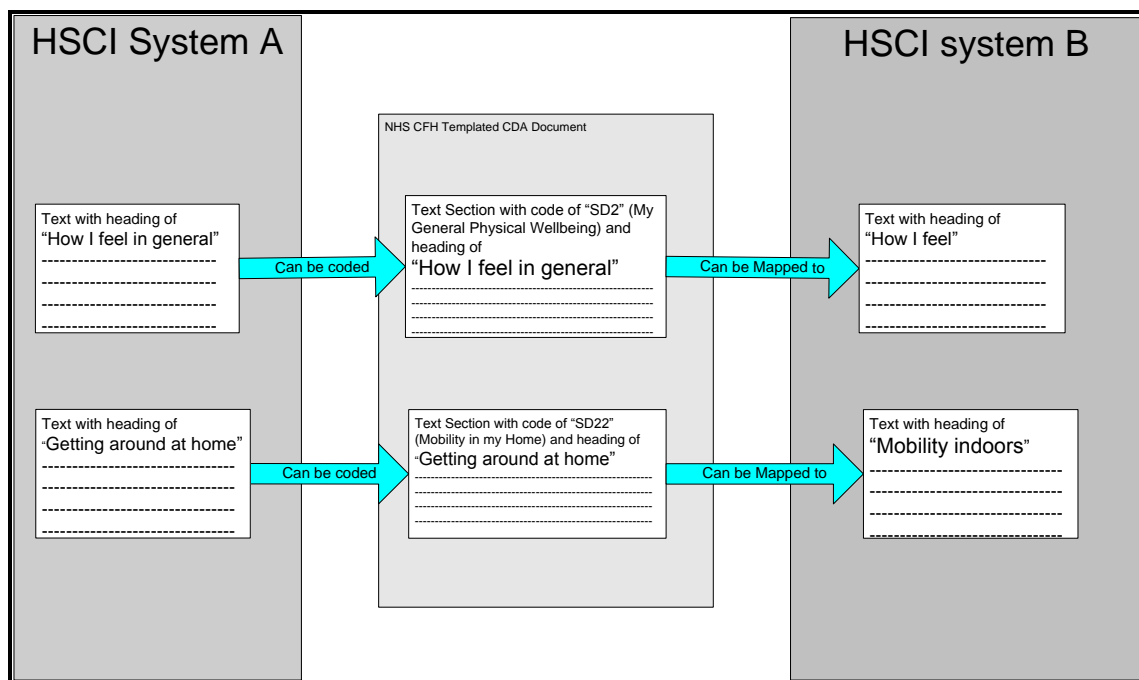 HSCI System A
HSCI system B
NHS CFH Templated CDA Document
Text with heading of
“How I feel in general”
--------------------------------
--------------------------------
--------------------------------
--------------------------------
Can be coded
Text Section with code of “SD2” (My
General Physical Wellbeing) and
heading of
“How I feel in general”
--------------------------------
--------------------------------
--------------------------------
--------------------------------
Can be Mapped to
Text with heading of
“How I feel”
--------------------------------
--------------------------------
--------------------------------
--------------------------------
Text with heading of
“Getting around at home”
--------------------------------
--------------------------------
--------------------------------
--------------------------------
Can be coded
Text Section with code of “SD22”
(Mobility in my Home) and heading of
“Getting around at home”
--------------------------------
--------------------------------
--------------------------------
--------------------------------
Can be Mapped to
Text with heading of
“Mobility indoors”
--------------------------------
--------------------------------
--------------------------------
--------------------------------